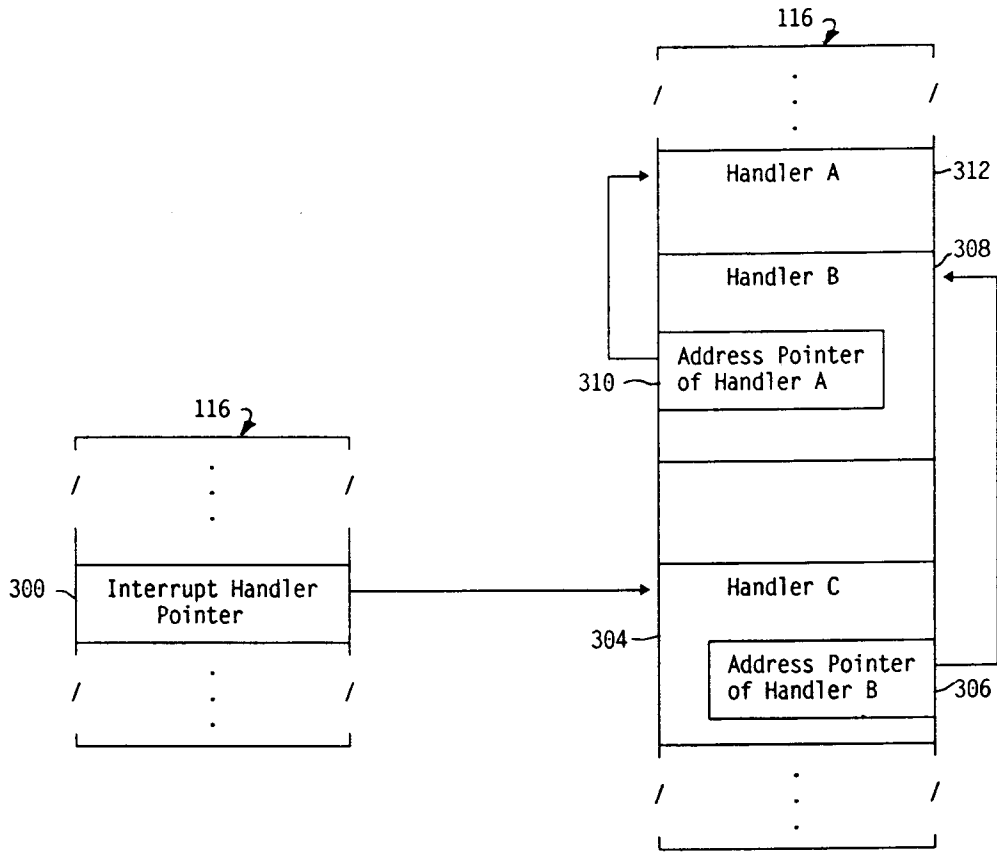 116
Handler A
312
308
Handler B
Address Pointer
of Handler A
310
116
300
Interrupt Handler
Pointer
Handler C
304
Address Pointer
of Handler B
306